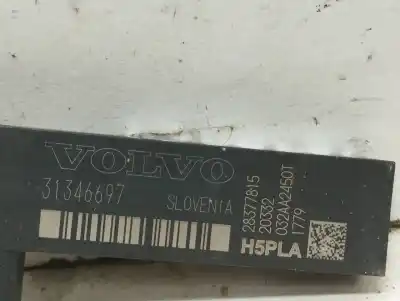 VOLVO
31346697
SLOVENIA
28377815
20332
032AA2450T
1779
H5PLA